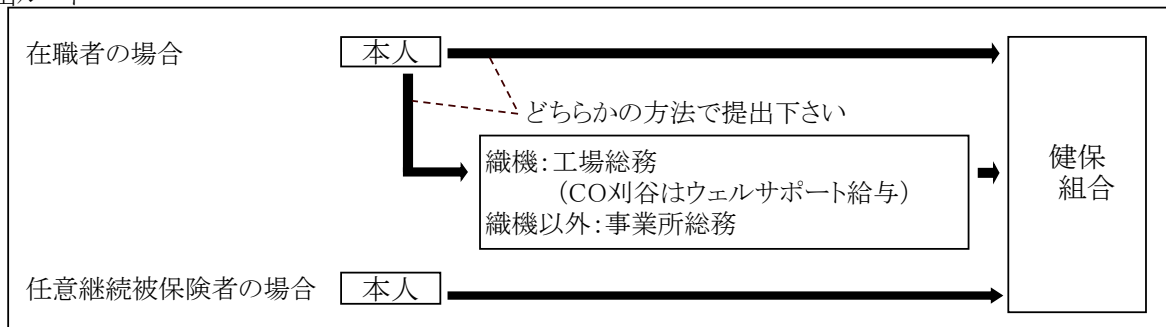 在職者の場合
本人
どちらかの方法で提出下さい
織機：工場総務
（CO刈谷はウェルサポート給与）
織機以外：事業所総務
健保
組合
任意継続被保険者の場合
本人